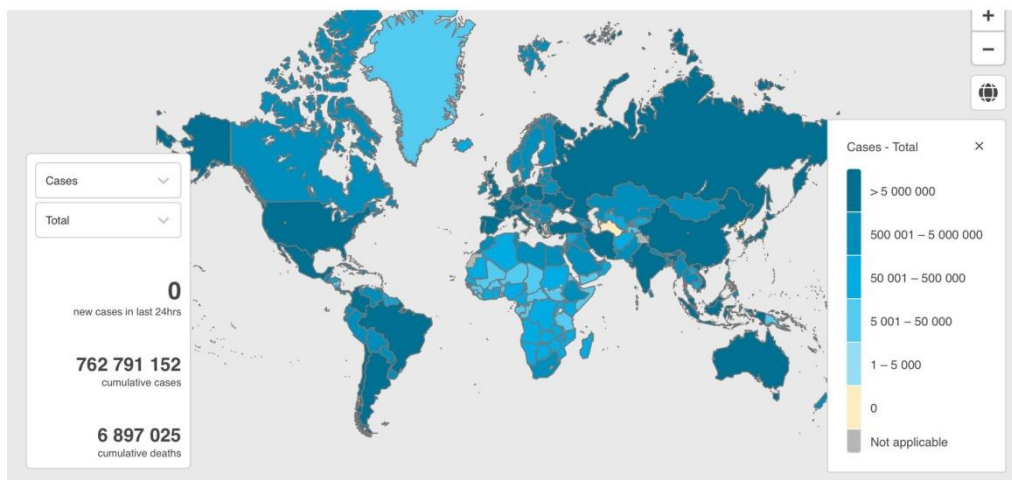 +
−
Cases
Total
0
new cases in last 24hrs
762 791 152
cumulative cases
6 897 025
cumulative deaths
Cases - Total ×
> 5 000 000
500 001 – 5 000 000
50 001 – 500 000
5 001 – 50 000
1 – 5 000
0
Not applicable